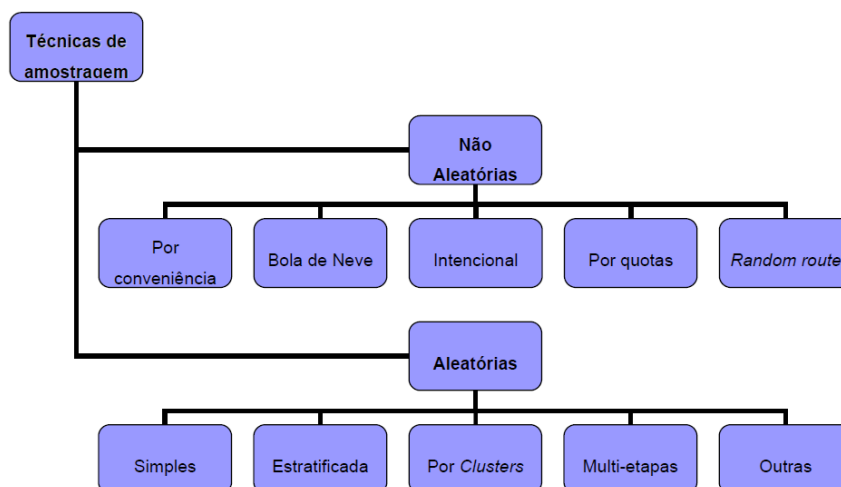 Técnicas de
amostragem
Não
Aleatórias
Por
conveniência
Bola de Neve
Intencional
Por quotas
Random route
Aleatórias
Simples
Estratificada
Por Clusters
Multi-etapas
Outras